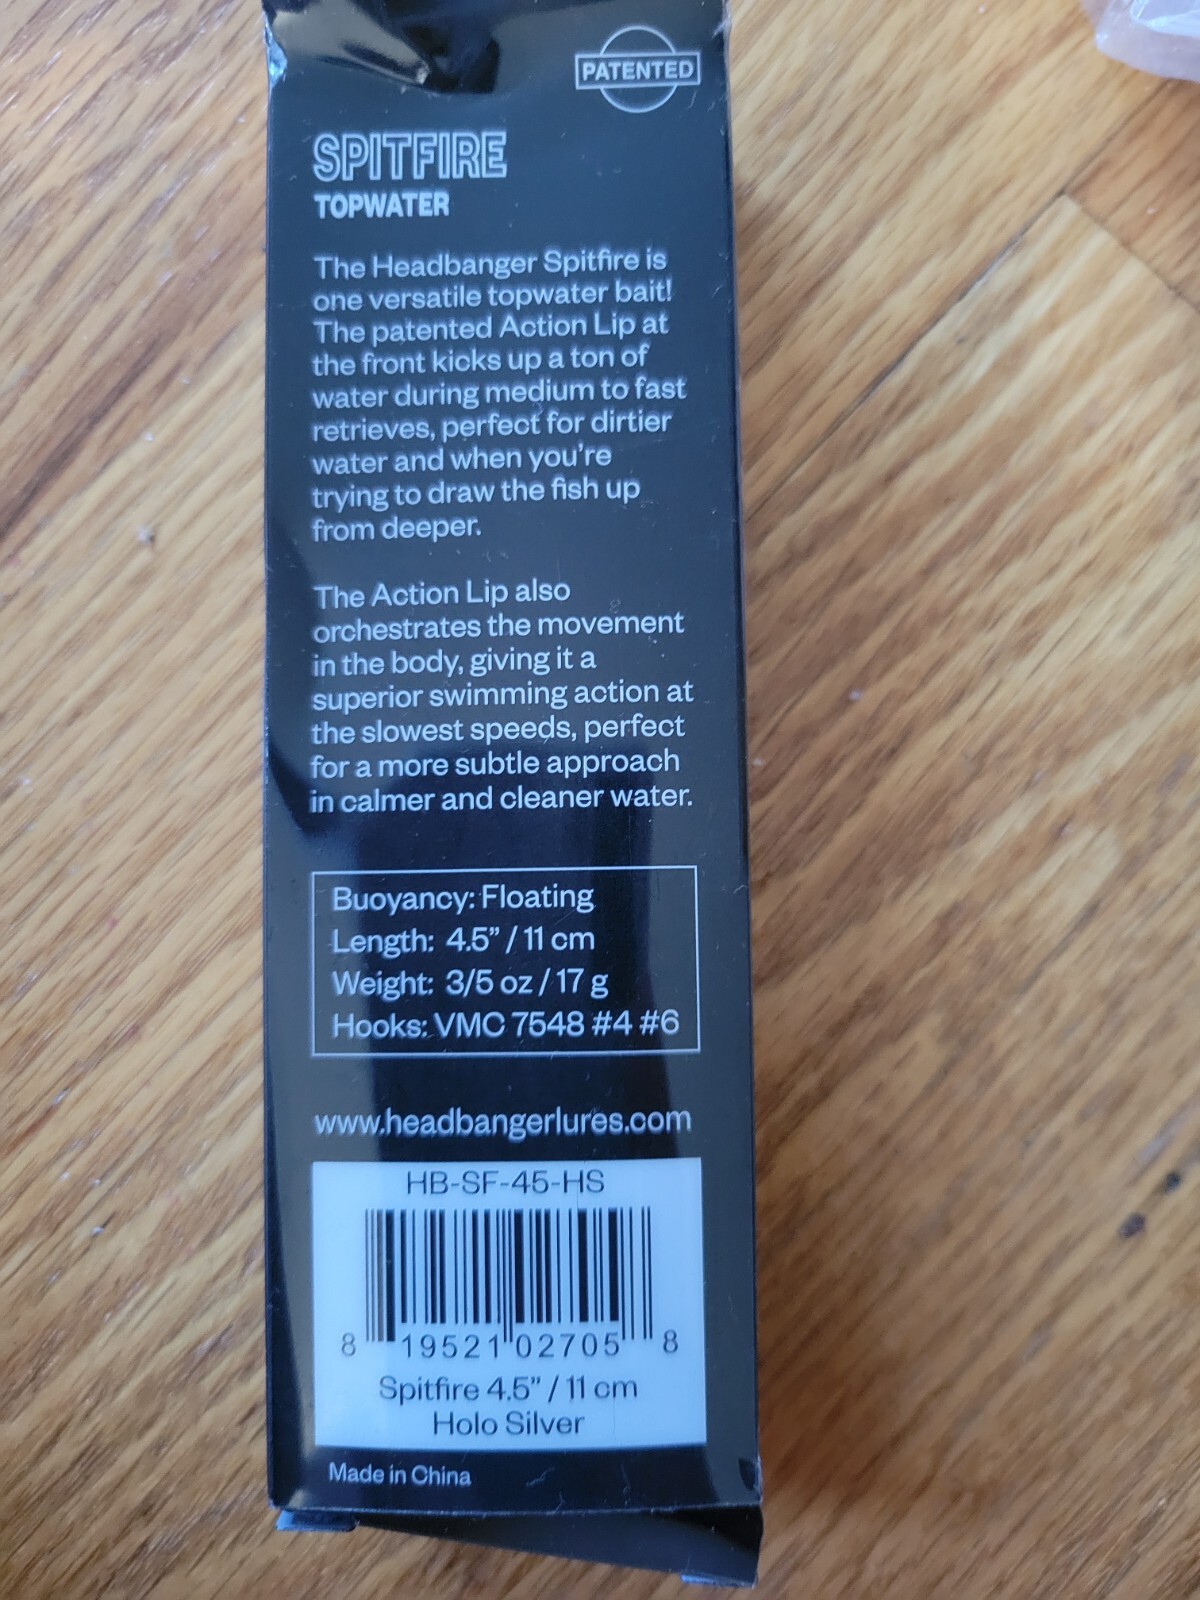 PATENTED
SPITFIRE
TOPWATER
The Headbanger Spitfire is
one versatile topwater bait!
The patented Action Lip at
the front kicks up a ton of
water during medium to fast
retrieves, perfect for dirtier
water and when you're
trying to draw the fish up
from deeper.
The Action Lip also
orchestrates the movement
in the body, giving it a
superior swimming action at
the slowest speeds, perfect
for a more subtle approach
in calmer and cleaner water.
Buoyancy: Floating
Length: 4.5" / 11 cm
Weight: 3/5 oz / 17 g
Hooks: VMC 7548 #4 #6
www.headbangerlures.com
HB-SF-45-HS
8 19521 02705 8
Spitfire 4.5" / 11 cm
Holo Silver
Made in China